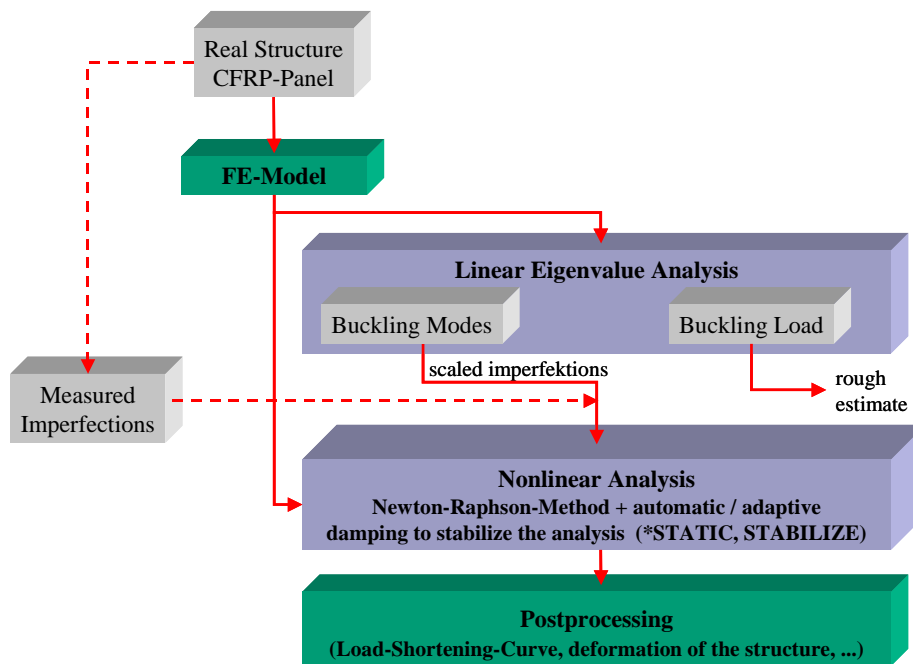 Real Structure
CFRP-Panel
FE-Model
Linear Eigenvalue Analysis
Buckling Modes
Buckling Load
scaled imperfektions
rough
estimate
Measured
Imperfections
Nonlinear Analysis
Newton-Raphson-Method + automatic / adaptive
damping to stabilize the analysis (*STATIC, STABILIZE)
Postprocessing
(Load-Shortening-Curve, deformation of the structure, ...)